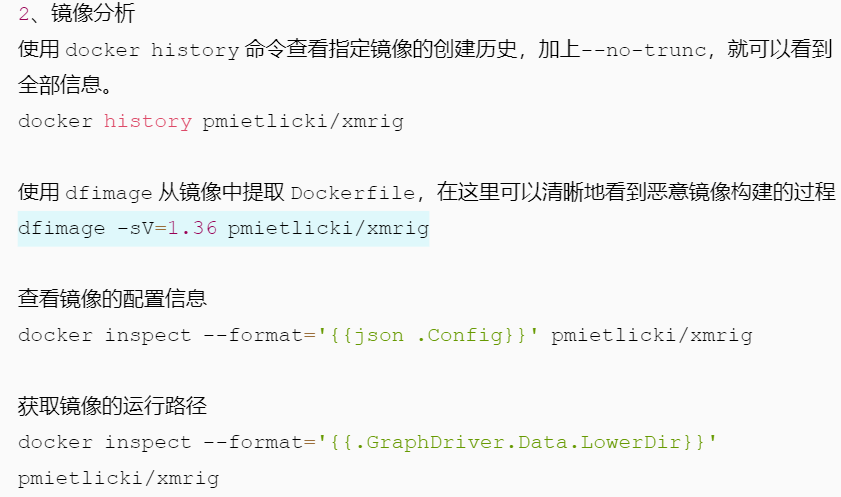 2、镜像分析
使用 docker history 命令查看指定镜像的创建历史，加上--no-trunc，就可以看到
全部信息。
docker history pmietlicki/xmrig
使用 dfimage 从镜像中提取 Dockerfile，在这里可以清晰地看到恶意镜像构建的过程
dfimage -sV=1.36 pmietlicki/xmrig
查看镜像的配置信息
docker inspect --format='{{json .Config}}' pmietlicki/xmrig
获取镜像的运行路径
docker inspect --format='{{.GraphDriver.Data.LowerDir}}'
pmietlicki/xmrig